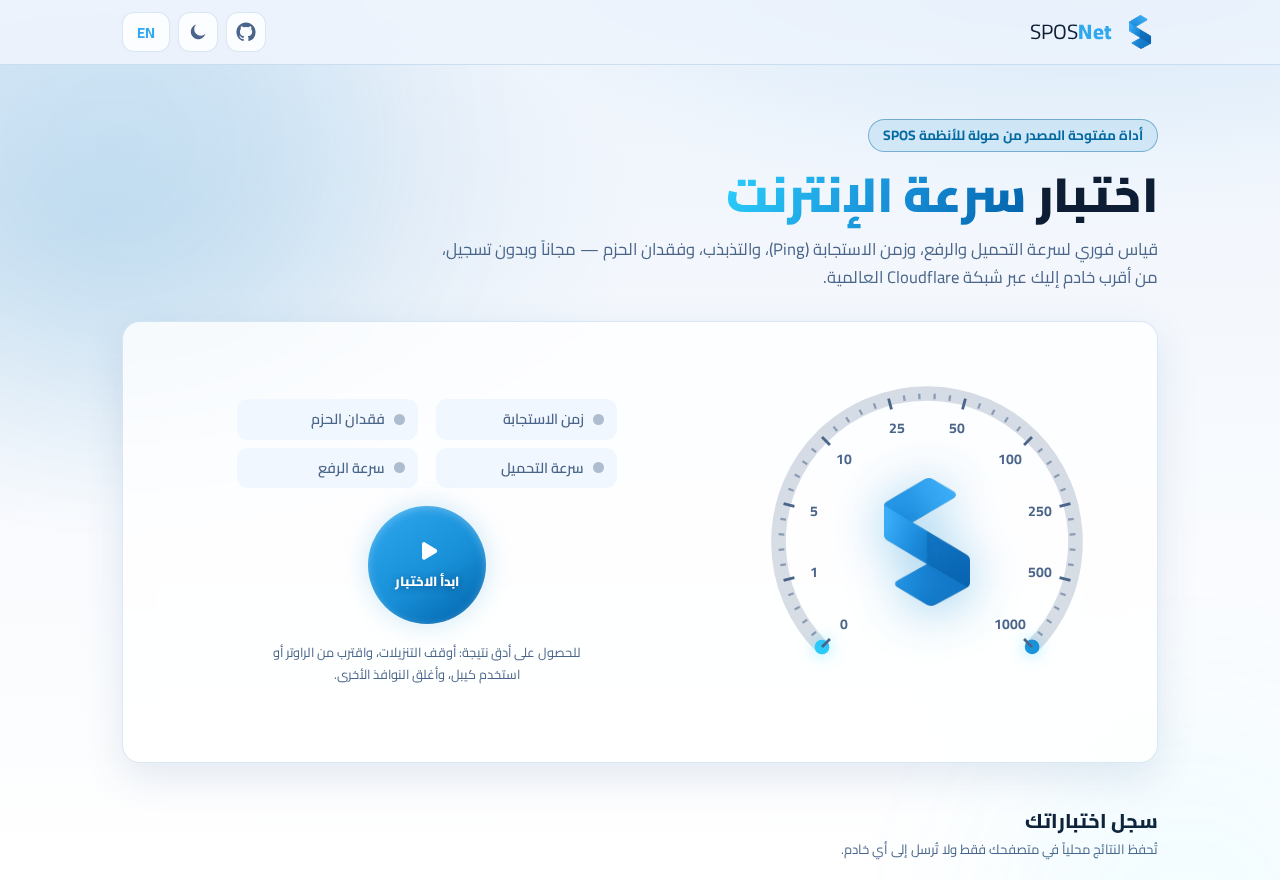 SPOSNet
EN
أداة مفتوحة المصدر من صولة للأنظمة SPOS
اختبار سرعة الإنترنت
قياس فوري لسرعة التحميل والرفع، وزمن الاستجابة (Ping)، والتذبذب، وفقدان الحزم — مجاناً وبدون تسجيل،
من أقرب خادم إليك عبر شبكة Cloudflare العالمية.
0
1
5
10
25
50
100
250
500
1000
زمن الاستجابة
فقدان الحزم
سرعة التحميل
سرعة الرفع
ابدأ الاختبار
للحصول على أدق نتيجة: أوقف التنزيلات، واقترب من الراوتر أو
استخدم كيبل، وأغلق النوافذ الأخرى.
سجل اختباراتك
تُحفظ النتائج محلياً في متصفحك فقط ولا تُرسل إلى أي خادم.